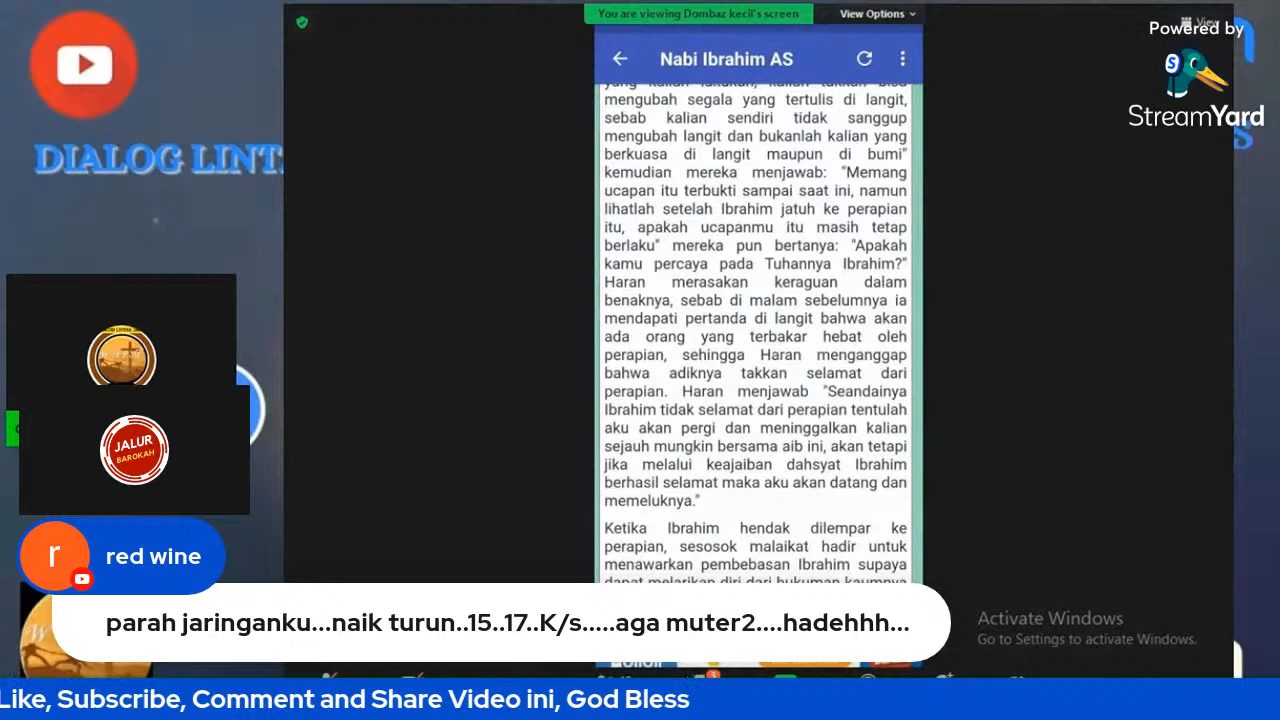 You are viewing Dombaz kecil's screen
View Options
View
Powered by
StreamYard
DIALOG LINT
Nabi Ibrahim AS
mengubah segala yang tertulis di langit,
sebab kalian sendiri tidak sanggup
mengubah langit dan bukanlah kalian yang
berkuasa di langit maupun di bumi"
kemudian mereka menjawab: "Memang
ucapan itu terbukti sampai saat ini, namun
lihatlah setelah Ibrahim jatuh ke perapian
itu, apakah ucapanmu itu masih tetap
berlaku" mereka pun bertanya: "Apakah
kamu percaya pada Tuhannya Ibrahim?"
Haran merasakan keraguan dalam
benaknya, sebab di malam sebelumnya ia
mendapati pertanda di langit bahwa akan
ada orang yang terbakar hebat oleh
perapian, sehingga Haran menganggap
bahwa adiknya takkan selamat dari
perapian. Haran menjawab "Seandainya
Ibrahim tidak selamat dari perapian tentulah
aku akan pergi dan meninggalkan kalian
sejauh mungkin bersama aib ini, akan tetapi
jika melalui keajaiban dahsyat Ibrahim
berhasil selamat maka aku akan datang dan
memeluknya."
Ketika Ibrahim hendak dilempar ke
perapian, sesosok malaikat hadir untuk
menawarkan pembebasan Ibrahim supaya
dapat melarikan diri dari hukuman kaumnya
JALUR
BAROKAH
r
red wine
parah jaringanku...naik turun..15..17..K/s.....aga muter2....hadehhh...
Activate Windows
Go to Settings to activate Windows.
Like, Subscribe, Comment and Share Video ini, God Bless